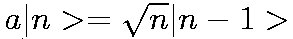 a|n >= √n|n − 1 >